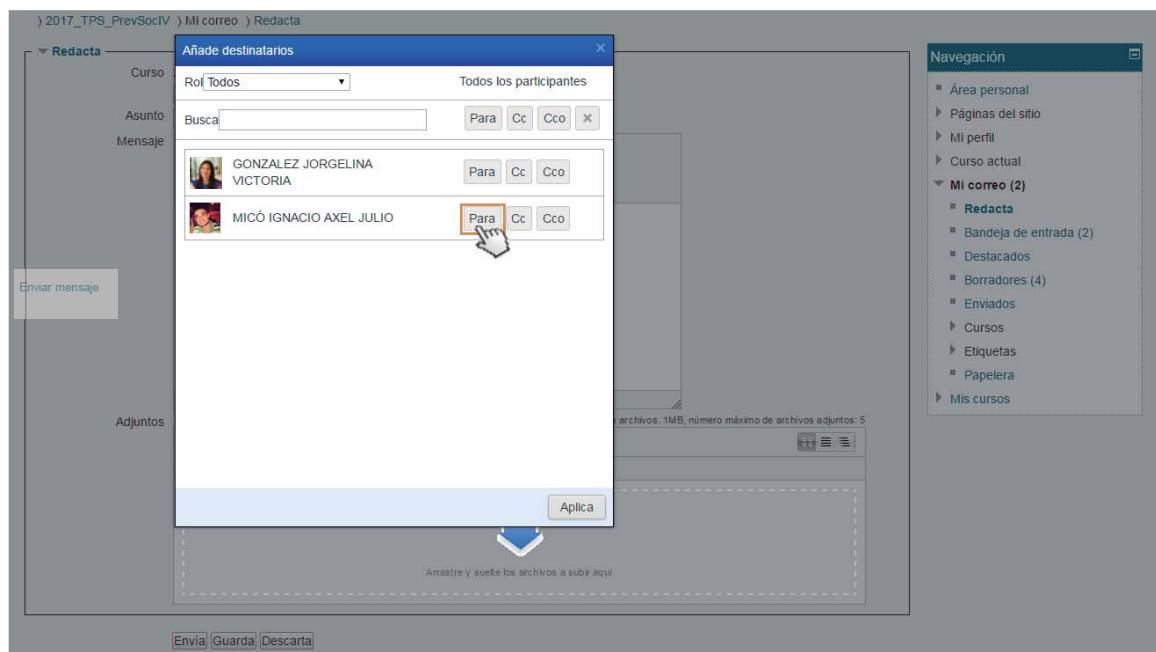 ) 2017_TPS_PrevSocIV ) Mi correo ) Redacta
Redacta
Curso
Asunto
Mensaje
Añade destinatarios ×
Rol Todos ▼ Todos los participantes
Busca Para Cc Cco ×
GONZALEZ JORGELINA
VICTORIA
Para Cc Cco
MICÓ IGNACIO AXEL JULIO Para Cc Cco
Enviar mensaje
Adjuntos
archivos: 1MB, número máximo de archivos adjuntos: 5
Aplica
Arrastre y suelte los archivos a subir aquí
Envía Guarda Descarta
Navegación
Área personal
Páginas del sitio
Mi perfil
Curso actual
Mi correo (2)
Redacta
Bandeja de entrada (2)
Destacados
Borradores (4)
Enviados
Cursos
Etiquetas
Papelera
Mis cursos